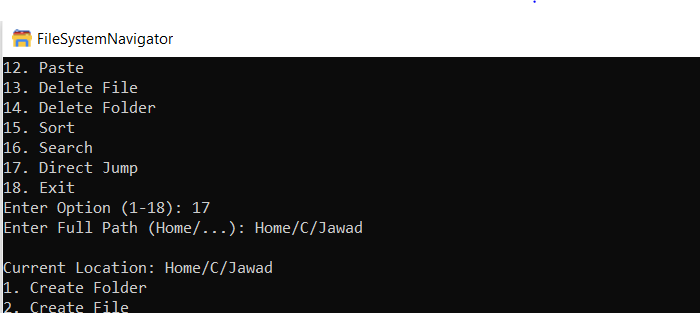 FileSystemNavigator
12. Paste
13. Delete File
14. Delete Folder
15. Sort
16. Search
17. Direct Jump
18. Exit
Enter Option (1-18): 17
Enter Full Path (Home/...): Home/C/Jawad
Current Location: Home/C/Jawad
1. Create Folder
2. Create File